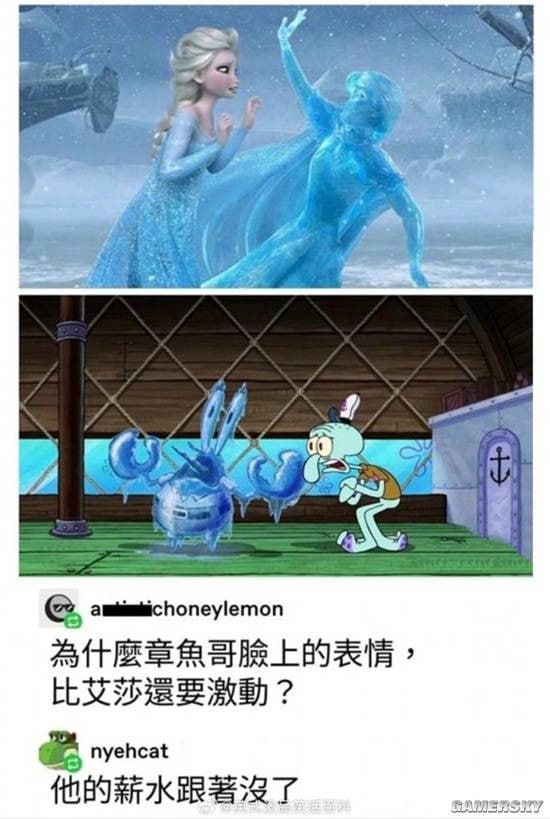 choneylemon
為什麼章魚哥臉上的表情，
比艾莎還要激動？
nyehcat
他的薪水跟著沒了
GAMERSKY